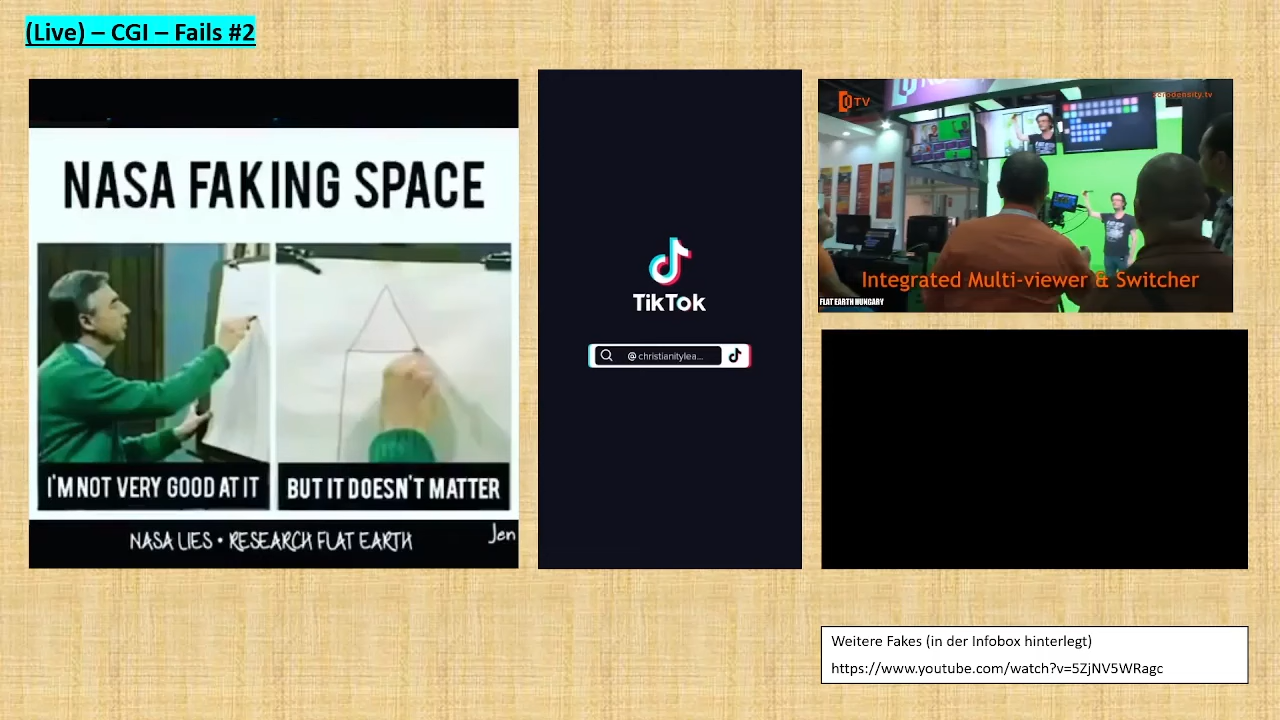 (Live) – CGI – Fails #2
NASA FAKING SPACE
I'M NOT VERY GOOD AT IT
BUT IT DOESN'T MATTER
NASA LIES • RESEARCH FLAT EARTH
Jen
TikTok
@christianitylea...
TV
zerodensity.tv
Integrated Multi-viewer & Switcher
FLAT EARTH HUNGARY
Weitere Fakes (in der Infobox hinterlegt)
https://www.youtube.com/watch?v=5ZjNV5WRagc